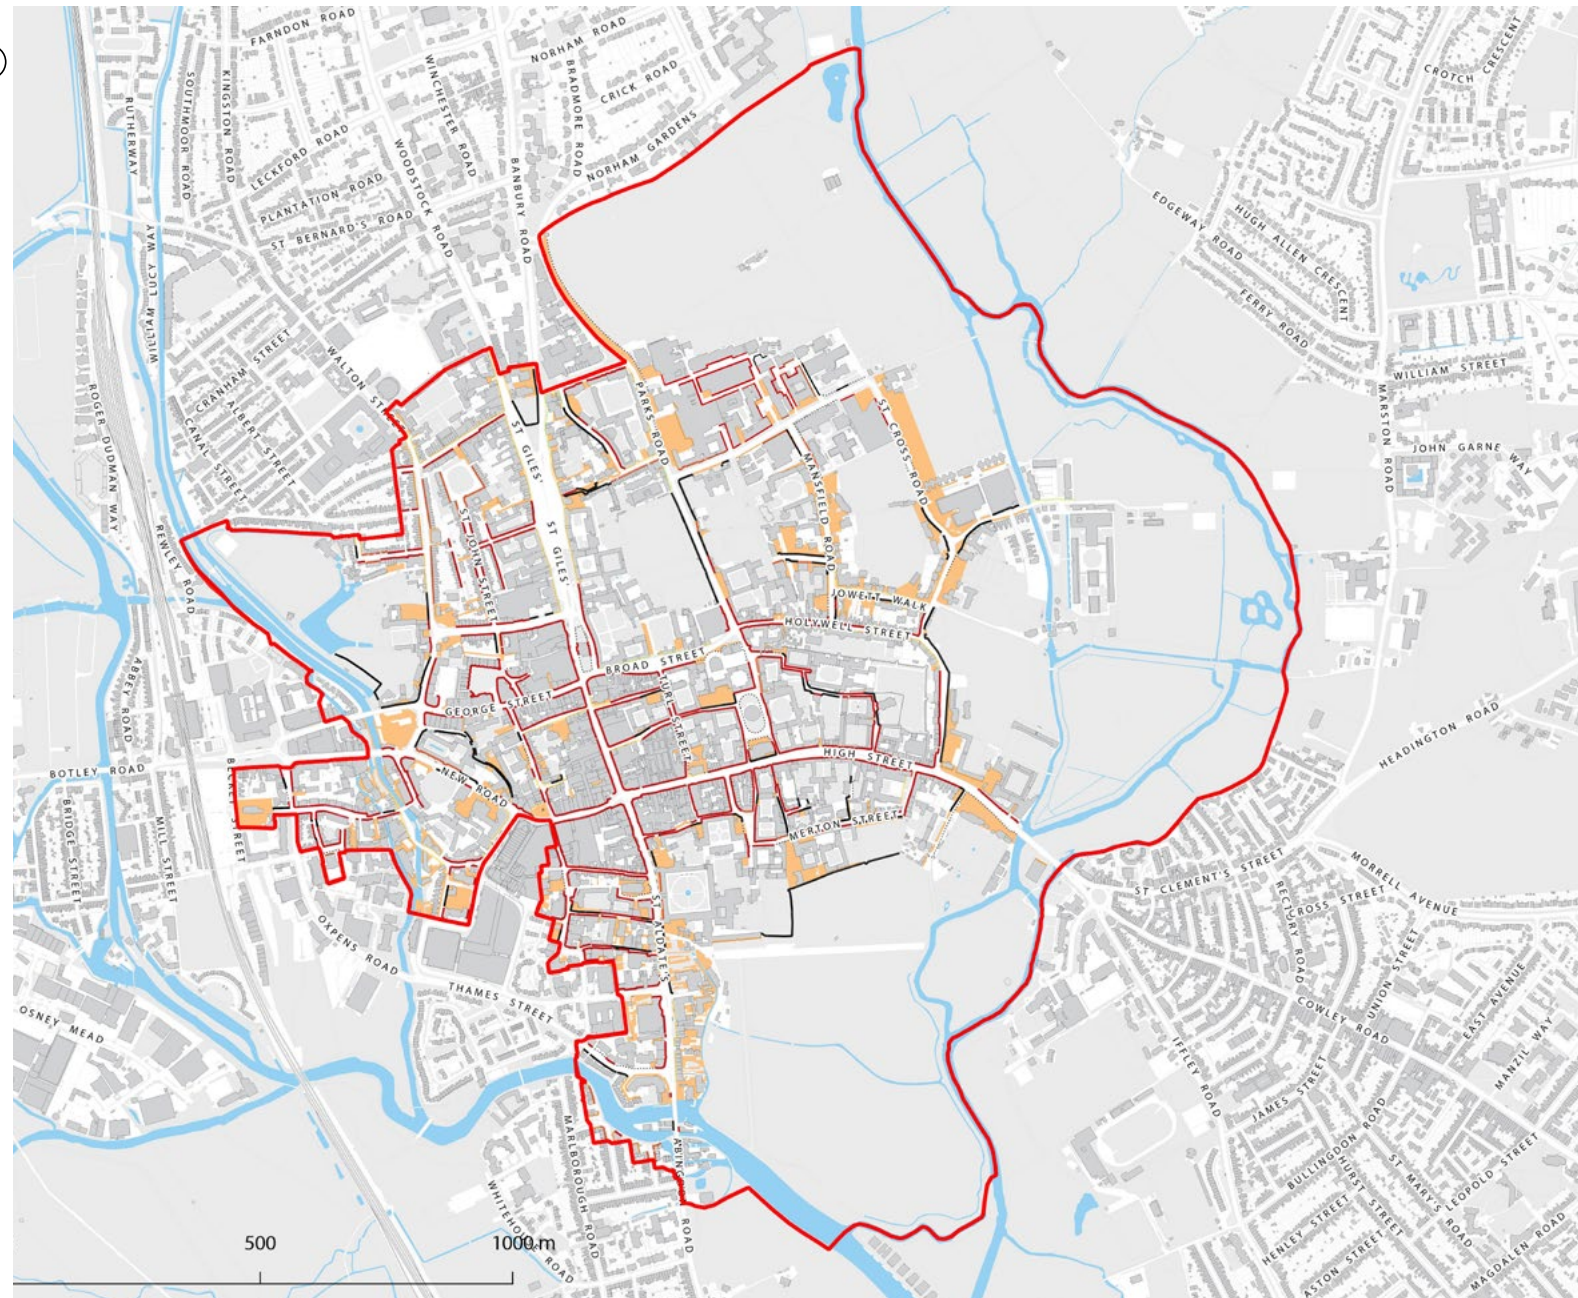 FARNDON ROAD
NORHAM ROAD
CROTCH CRESCENT
WINCHESTER ROAD
BRADMORE ROAD
CRICK ROAD
RUTHERWAY
SOUTHMOOR ROAD
KINGSTON ROAD
LECKFORD ROAD
WOODSTOCK ROAD
NORHAM GARDENS
PLANTATION ROAD
BANBURY ROAD
ST BERNARD'S ROAD
EDGEWAY ROAD
HUGH ALLEN CRESCENT
WILLIAM LUCY WAY
FERRY ROAD
CRANHAM STREET
WALTON STREET
WILLIAM STREET
ALBERT STREET
CANAL STREET
ROGER DUDMAN WAY
PARKS ROAD
ST GILES'
ST CROSS ROAD
MARSTON ROAD
JOHN GARNE WAY
MANSFIELD ROAD
REWLEY ROAD
ST JOHN STREET
ST GILES'
JOWETT WALK
HOLYWELL STREET
BROAD STREET
ABBEY ROAD
GEORGE STREET
TURL STREET
HEADINGTON ROAD
HIGH STREET
BOTLEY ROAD
NEW ROAD
BECKET STREET
BRIDGE STREET
MILL STREET
MERTON STREET
ST CLEMENT'S STREET
MORRELL AVENUE
CROSS STREET
RECTORY ROAD
OXPENS ROAD
ST ALDATE'S
UNION STREET
THAMES STREET
EAST AVENUE
COWLEY ROAD
OSNEY MEAD
MANZIL WAY
IFFLEY ROAD
JAMES STREET
MARLBOROUGH ROAD
ABINGDON ROAD
BULLINGDON ROAD
HURST STREET
ST MARY'S ROAD
LEOPOLD STREET
WHITEHOUSE ROAD
HENLEY STREET
ASTON STREET
MAGDALEN ROAD
500
1000 m